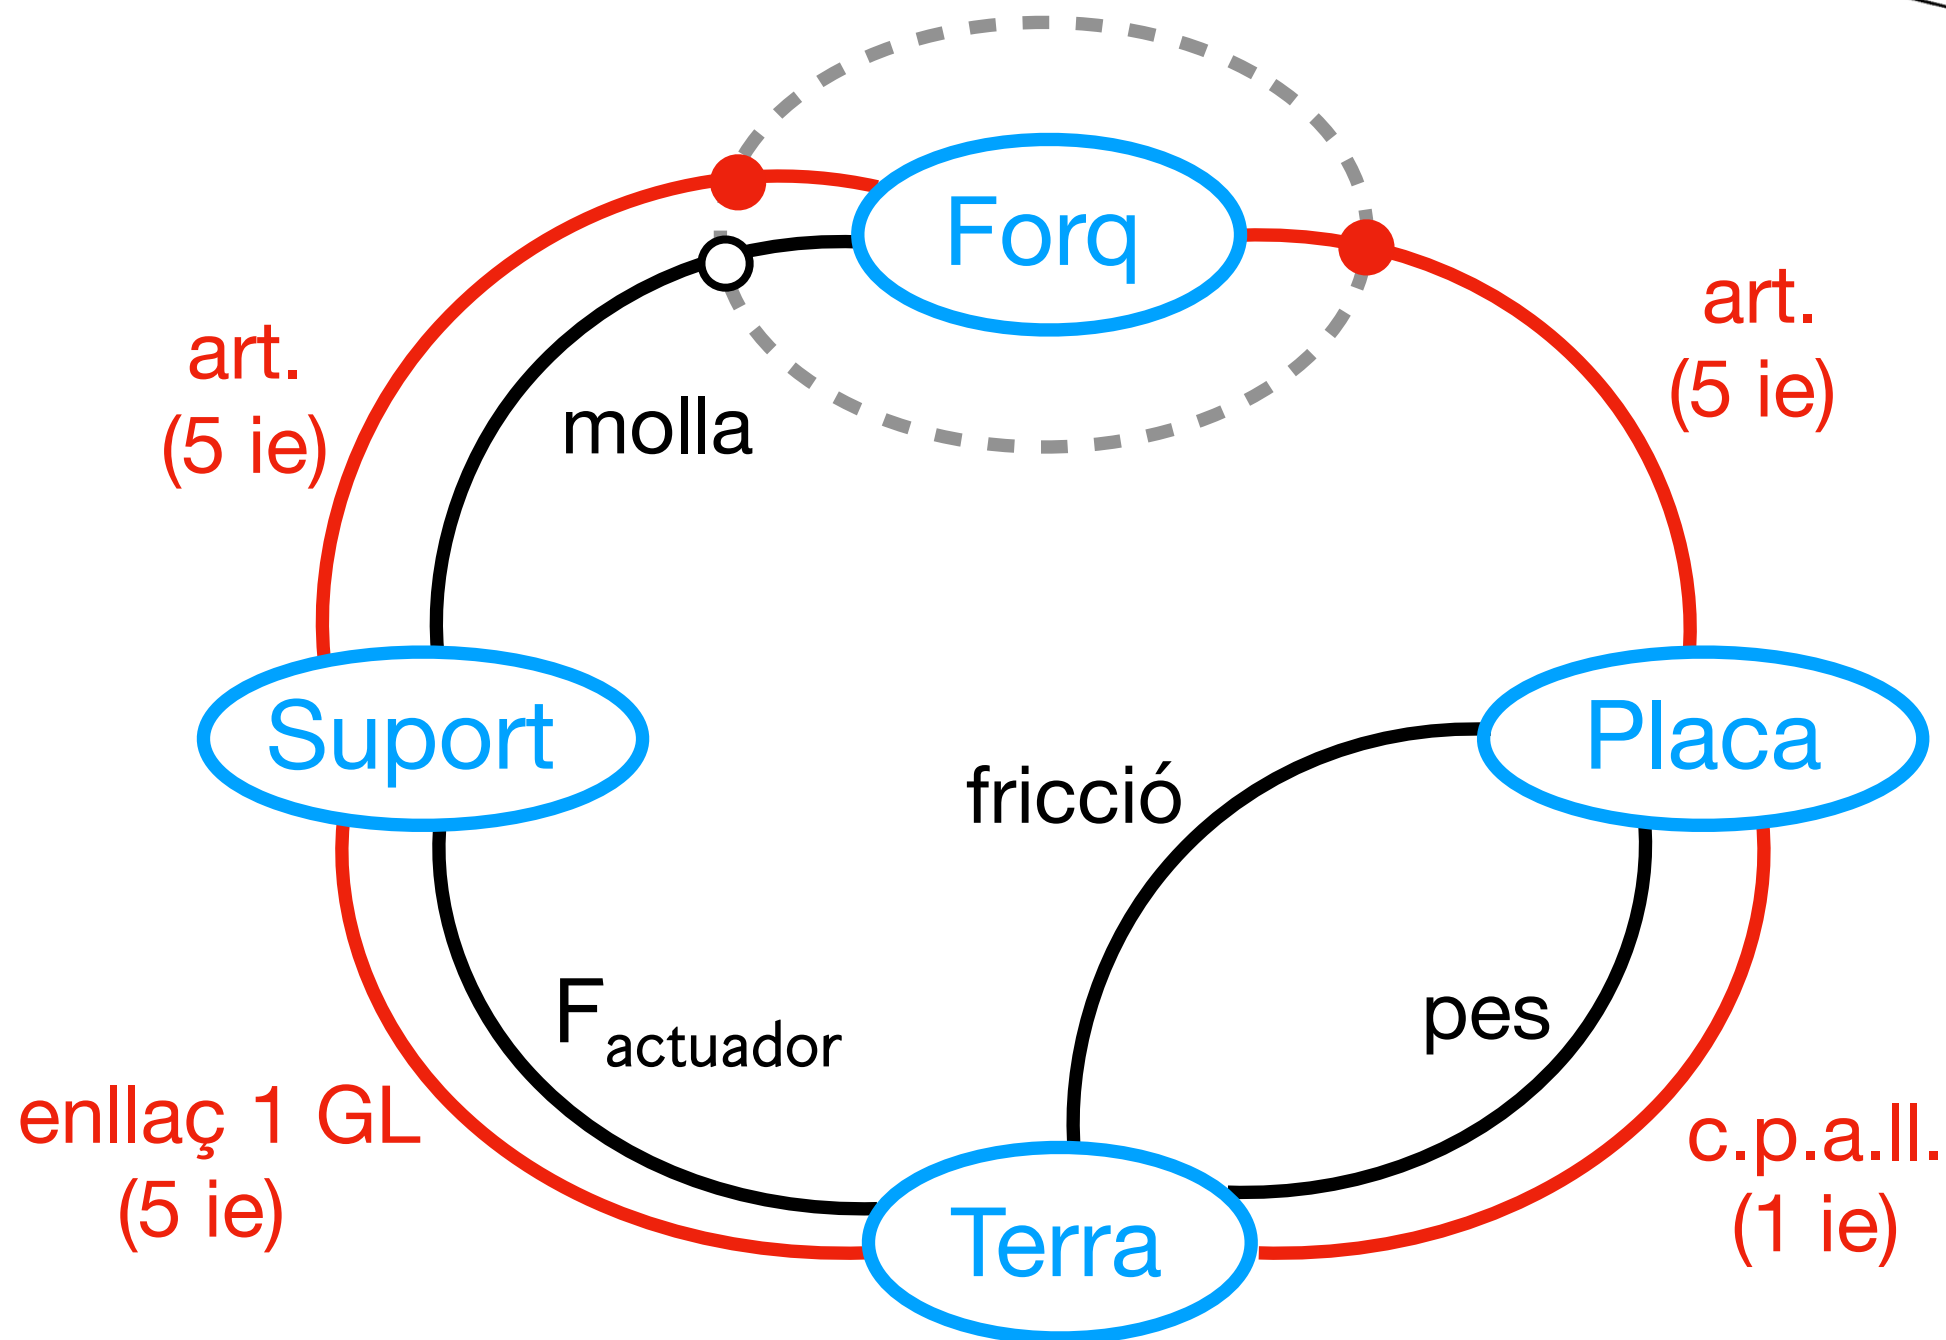 Forq
art.
(5 ie)
art.
(5 ie)
molla
Suport
Placa
fricció
F actuador
pes
enllaç 1 GL
(5 ie)
c.p.a.ll.
(1 ie)
Terra